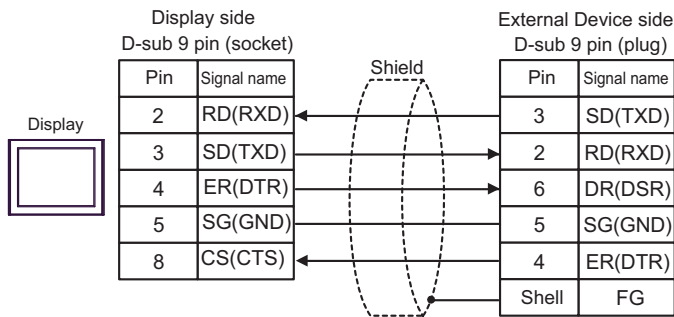 Display side
D-sub 9 pin (socket)
External Device side
D-sub 9 pin (plug)
Display
Shield
Pin Signal name
2 RD(RXD)
3 SD(TXD)
4 ER(DTR)
5 SG(GND)
8 CS(CTS)
Pin Signal name
3 SD(TXD)
2 RD(RXD)
6 DR(DSR)
5 SG(GND)
4 ER(DTR)
Shell FG